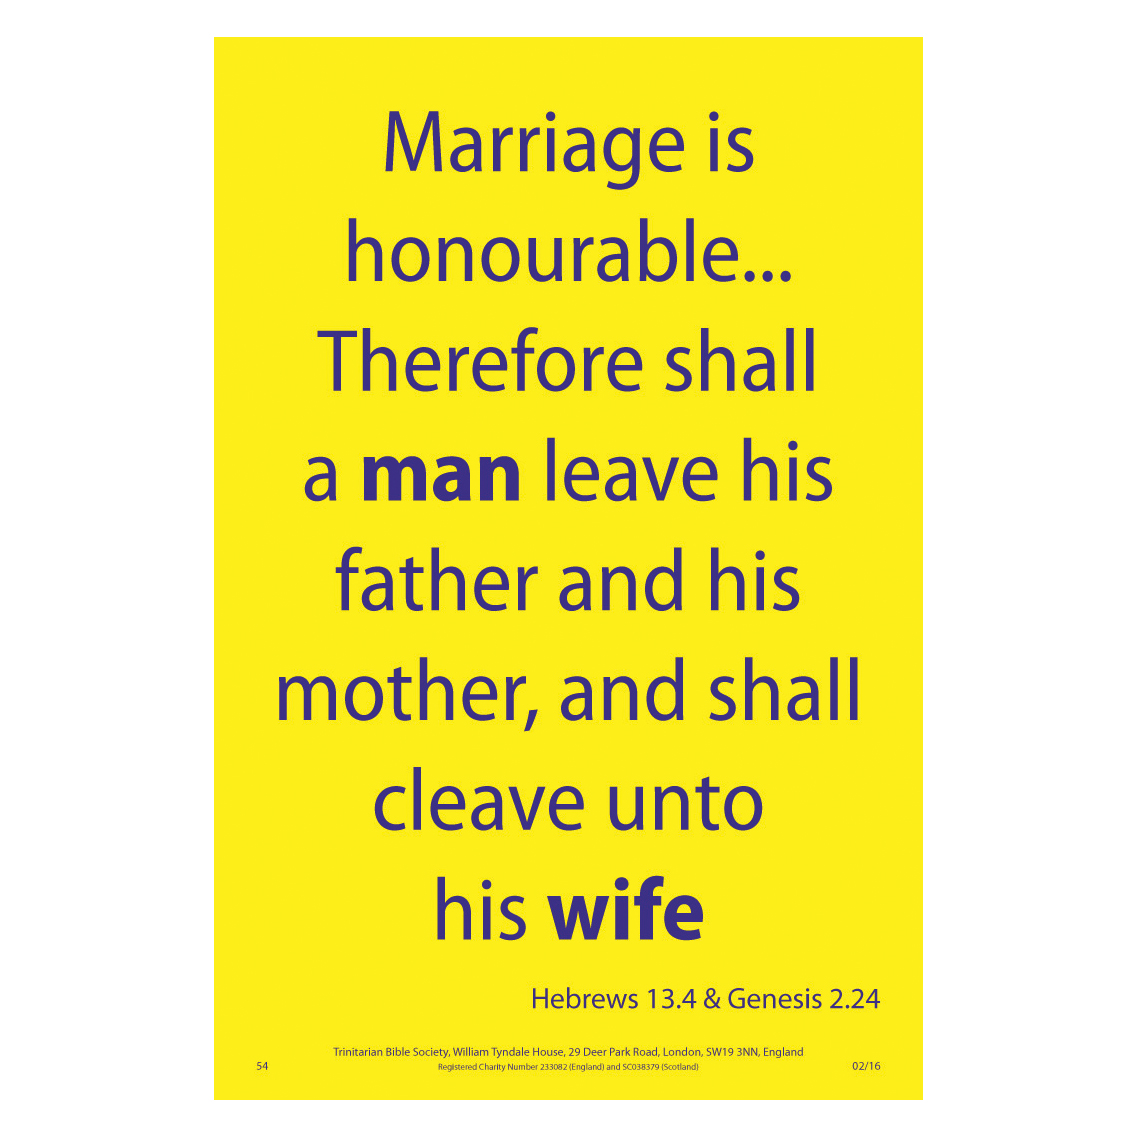 Marriage is
honourable...
Therefore shall
a man leave his
father and his
mother, and shall
cleave unto
his wife
Hebrews 13.4 & Genesis 2.24
Trinitarian Bible Society, William Tyndale House, 29 Deer Park Road, London, SW19 3NN, England
54 Registered Charity Number 233082 (England) and SC038379 (Scotland) 02/16